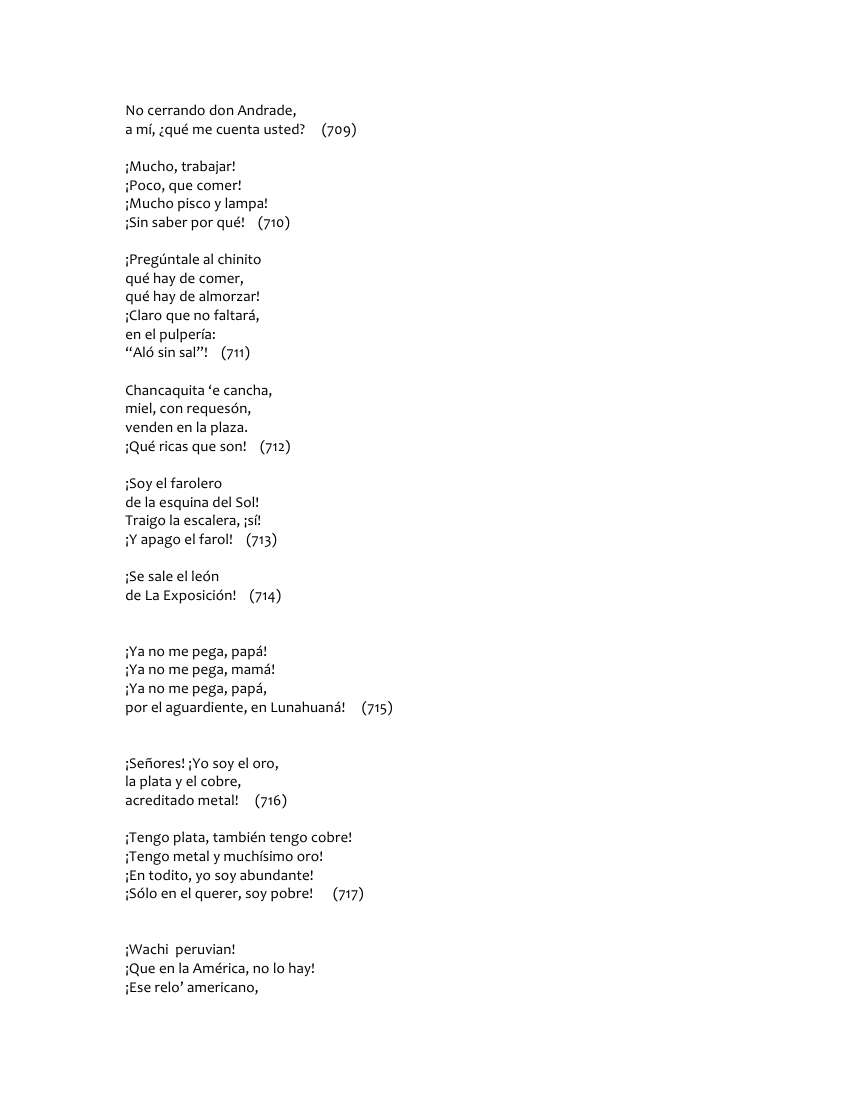 No cerrando don Andrade,
a mí, ¿qué me cuenta usted? (709)
¡Mucho, trabajar!
¡Poco, que comer!
¡Mucho pisco y lampa!
¡Sin saber por qué! (710)
¡Pregúntale al chinito
qué hay de comer,
qué hay de almorzar!
¡Claro que no faltará,
en el pulpería:
“Aló sin sal”! (711)
Chancaquita ‘e cancha,
miel, con requesón,
venden en la plaza.
¡Qué ricas que son! (712)
¡Soy el farolero
de la esquina del Sol!
Traigo la escalera, ¡sí!
¡Y apago el farol! (713)
¡Se sale el león
de La Exposición! (714)
¡Ya no me pega, papá!
¡Ya no me pega, mamá!
¡Ya no me pega, papá,
por el aguardiente, en Lunahuaná! (715)
¡Señores! ¡Yo soy el oro,
la plata y el cobre,
acreditado metal! (716)
¡Tengo plata, también tengo cobre!
¡Tengo metal y muchísimo oro!
¡En todito, yo soy abundante!
¡Sólo en el querer, soy pobre! (717)
¡Wachi peruvian!
¡Que en la América, no lo hay!
¡Ese relo’ americano,